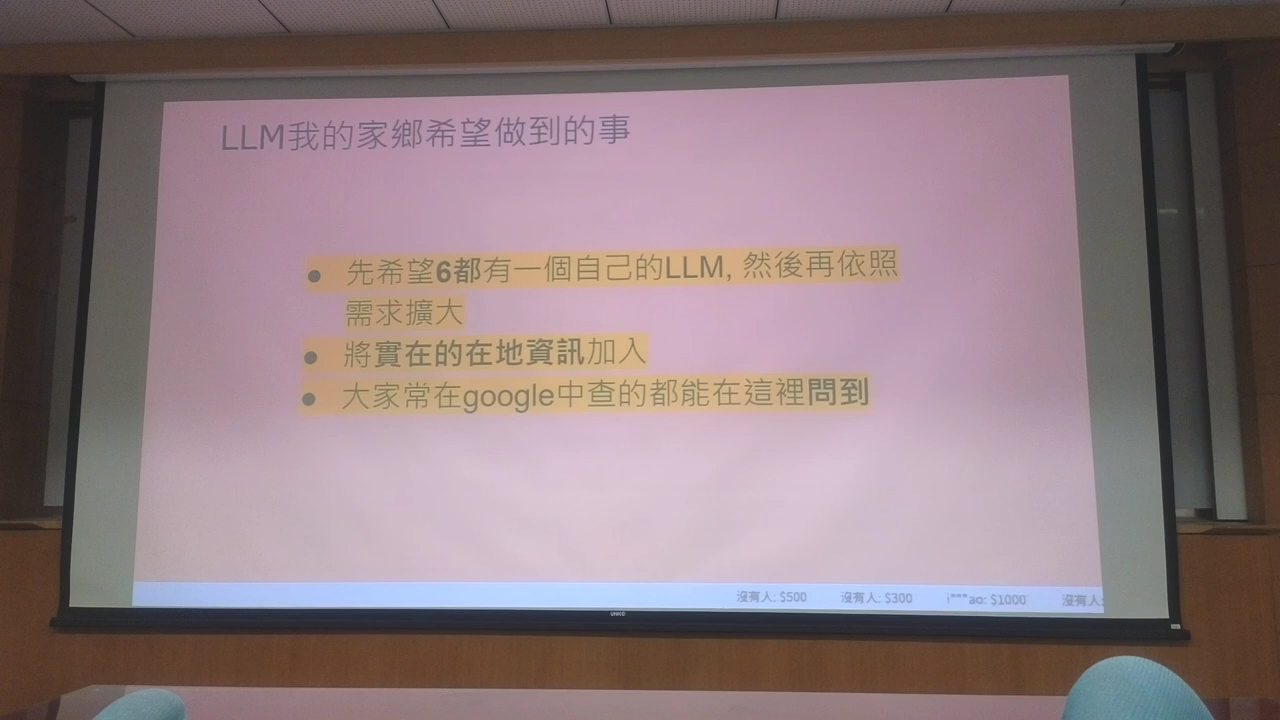 LLM我的家鄉希望做到的事
● 先希望6都有一個自己的LLM, 然後再依照
需求擴大
● 將實在的在地資訊加入
● 大家常在google中查的都能在這裡問到
沒有人: $500 沒有人: $300 i***ao: $1000 沒有人:
UNICO